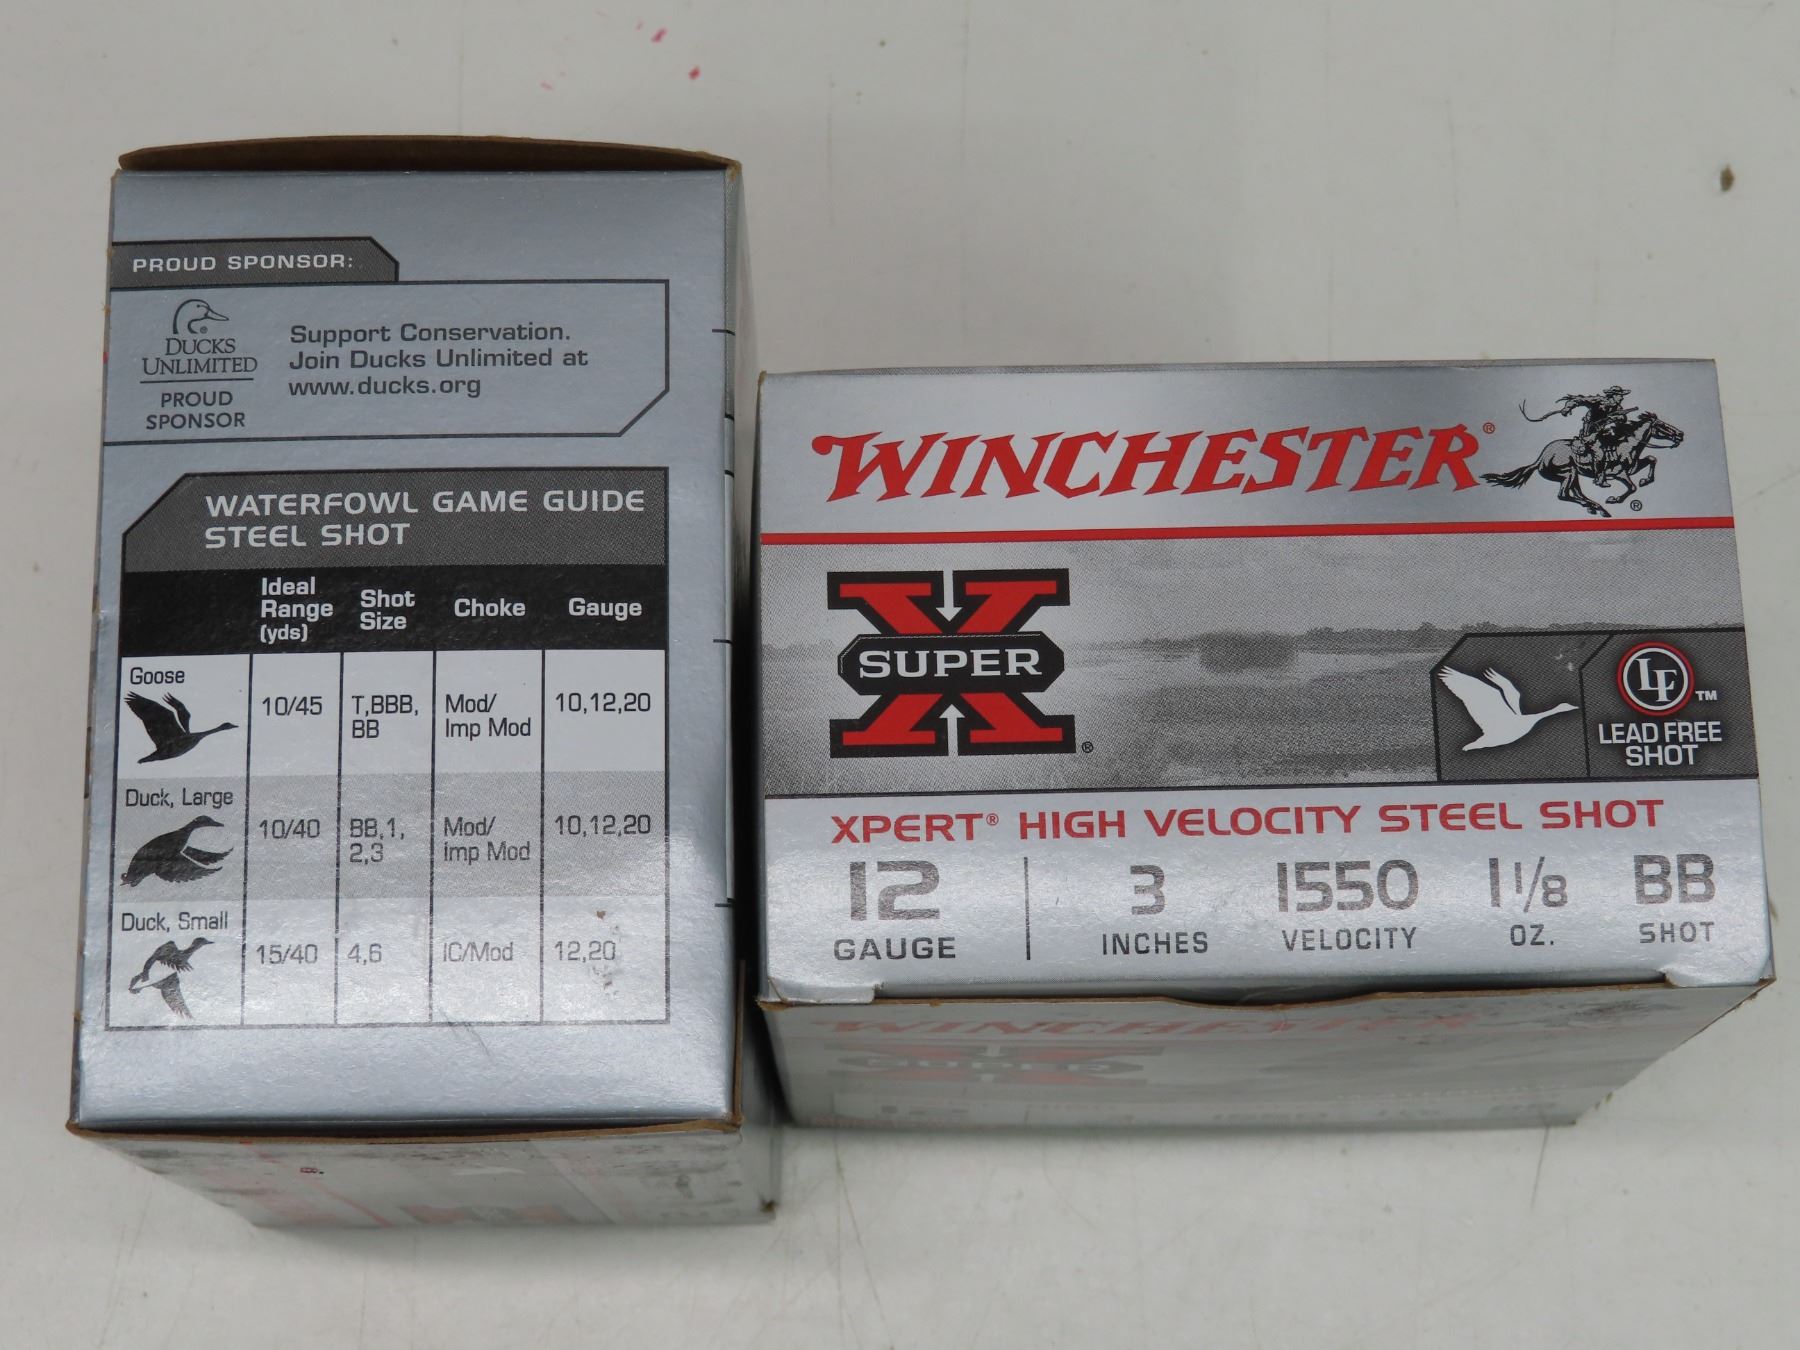 PROUD SPONSOR:
DUCKS
UNLIMITED
PROUD
SPONSOR
Support Conservation.
Join Ducks Unlimited at
www.ducks.org
WATERFOWL GAME GUIDE
STEEL SHOT
Ideal Range (yds) Shot Size Choke Gauge
Goose 10/45 T,BBB, BB Mod/ Imp Mod 10,12,20
Duck, Large 10/40 BB,1, 2,3 Mod/ Imp Mod 10,12,20
Duck, Small 15/40 4,6 IC/Mod 12,20
WINCHESTER®
®
SUPER X
®
LF™
LEAD FREE
SHOT
XPERT® HIGH VELOCITY STEEL SHOT
12 3 1550 1 1/8 BB
GAUGE INCHES VELOCITY OZ. SHOT
WINCHESTER
SUPER